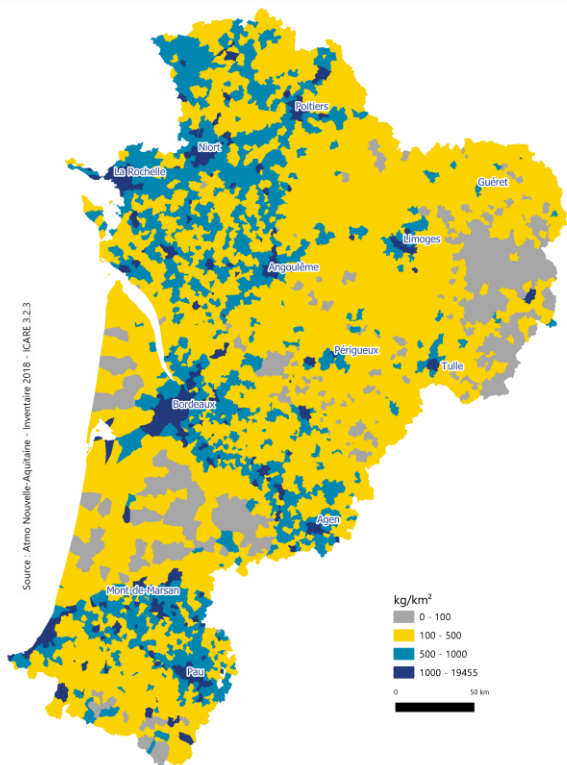 Poitiers
Niort
La Rochelle
Guéret
Limoges
Angoulême
Périgueux
Tulle
Bordeaux
Agen
Mont-de-Marsan
Pau
Source : Atmo Nouvelle-Aquitaine - Inventaire 2018 - ICARE 3.2.3
kg/km²
0 - 100
100 - 500
500 - 1000
1000 - 19455
0 50 km